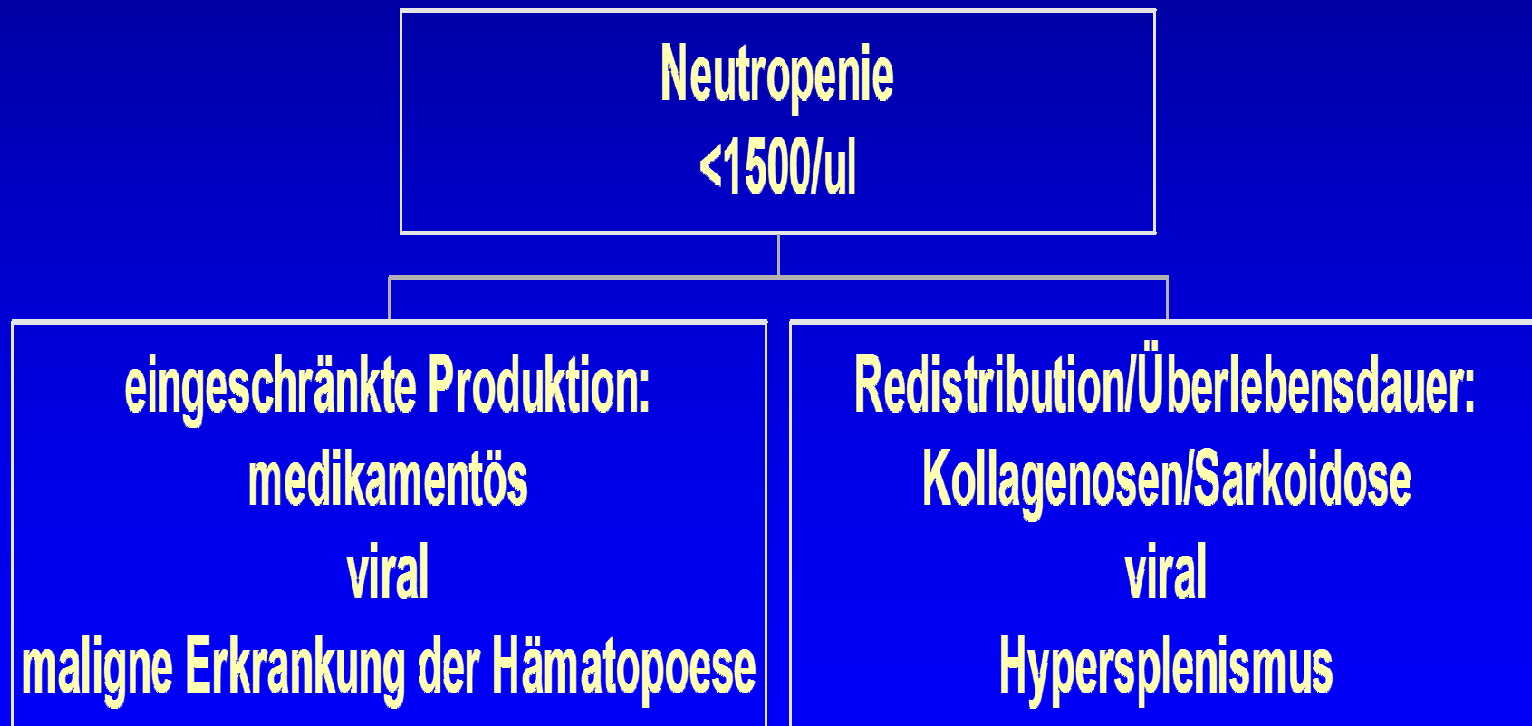 Neutropenie
<1500/ul
eingeschränkte Produktion:
medikamentös
viral
maligne Erkrankung der Hämatopoese
Redistribution/Überlebensdauer:
Kollagenosen/Sarkoidose
viral
Hypersplenismus